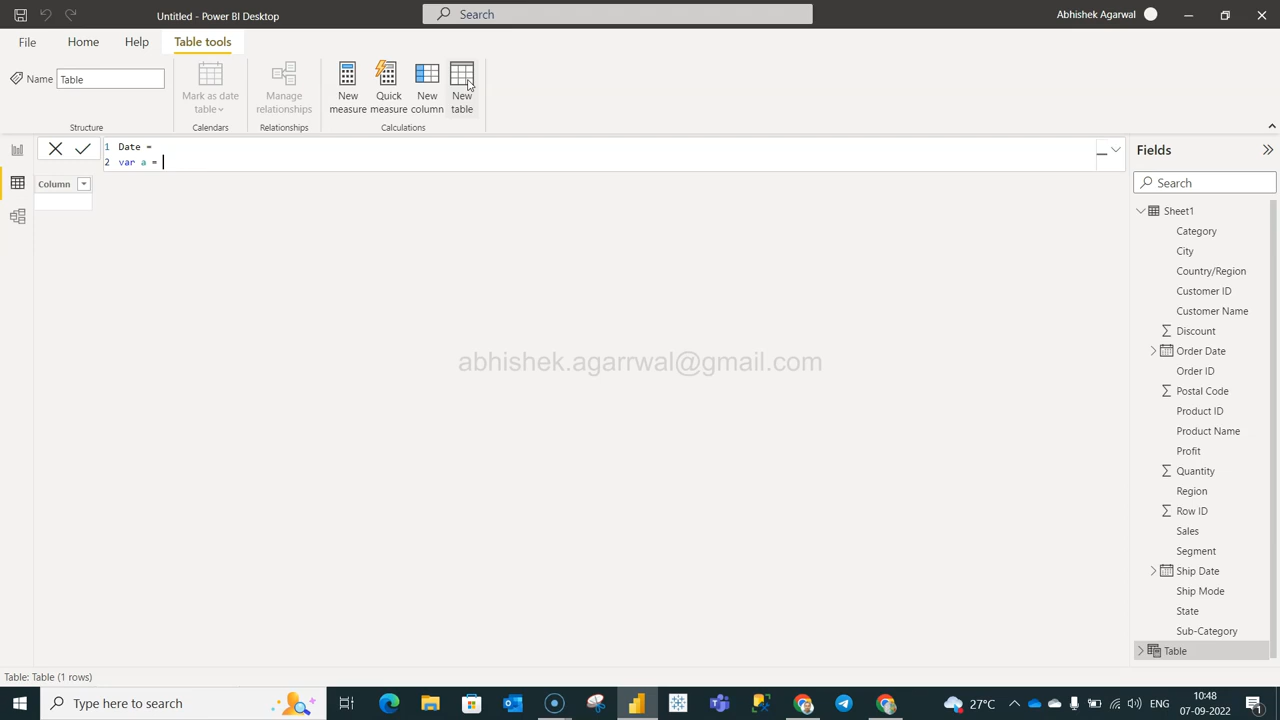 Untitled - Power BI Desktop
Search
Abhishek Agarwal
File
Home
Help
Table tools
Name
Table
Mark as date
table
Manage
relationships
New
measure
Quick
measure
New
column
New
table
Structure
Calendars
Relationships
Calculations
1 Date =
2 var a =
Fields
Search
Column
Sheet1
Category
City
Country/Region
Customer ID
Customer Name
Discount
Order Date
Order ID
Postal Code
Product ID
Product Name
Profit
Quantity
Region
Row ID
Sales
Segment
Ship Date
Ship Mode
State
Sub-Category
Table
abhishek.agarrwal@gmail.com
Table: Table (1 rows)
Type here to search
27°C
ENG
10:48
07-09-2022
1